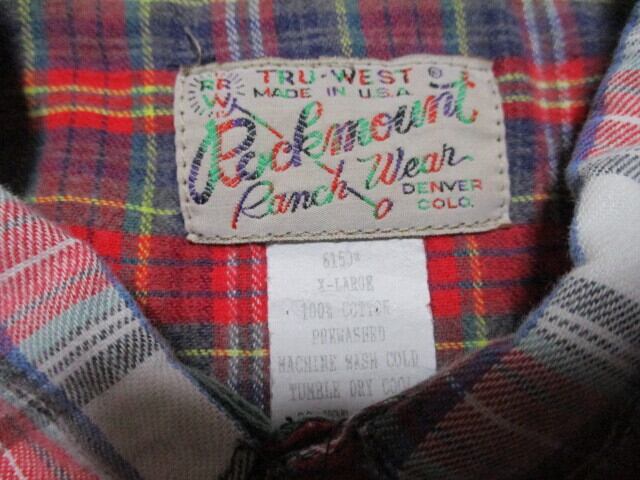 RR
TRU-WEST ®
W MADE IN U.S.A.
Rockmount
Ranch Wear
DENVER
COLO.
X-LARGE
100% COTTON
PREWASHED
MACHINE WASH COLD
TUMBLE DRY COOL